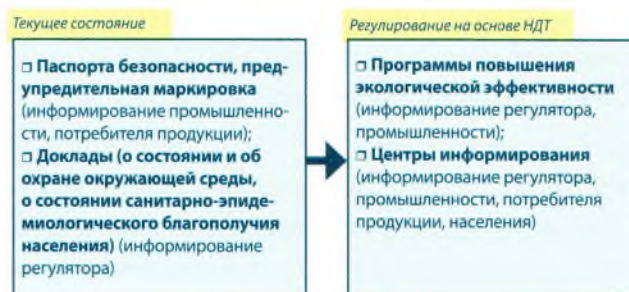 Текущее состояние
❒ Паспорта безопасности, пред-
упредительная маркировка
(информирование промышленно-
сти, потребителя продукции);
❒ Доклады (о состоянии и об
охране окружающей среды,
о состоянии санитарно-эпиде-
миологического благополучия
населения) (информирование
регулятора)
Регулирование на основе НДТ
❒ Программы повышения
экологической эффективности
(информирование регулятора,
промышленности);
❒ Центры информирования
(информирование регулятора,
промышленности, потребителя
продукции, населения)